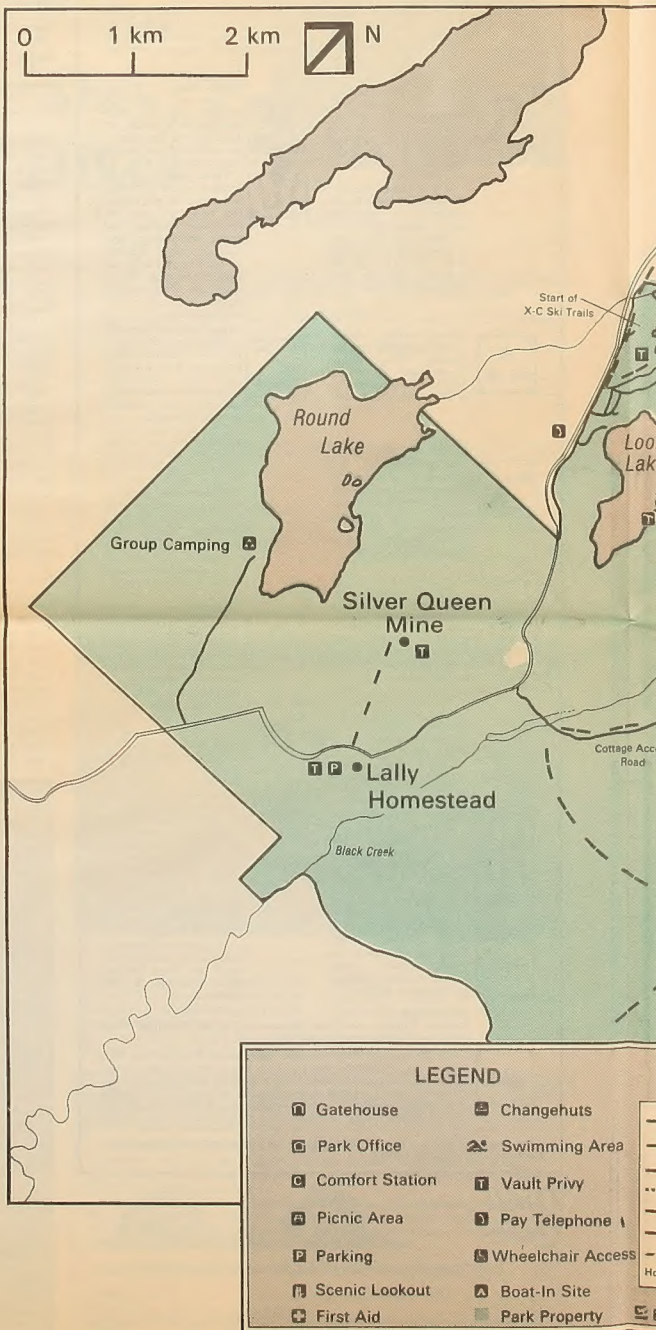 0 1 km 2 km N
Start of
X-C Ski Trails
T
Round
Lake
Group Camping
Silver Queen
Mine
T
T P Lally
Homestead
Cottage
Road
Black Creek
LEGEND
Gatehouse
Park Office
C Comfort Station
Picnic Area
P Parking
Scenic Lookout
First Aid
Changehuts
Swimming Area
T Vault Privy
Pay Telephone
Wheelchair Access
Boat-In Site
Park Property